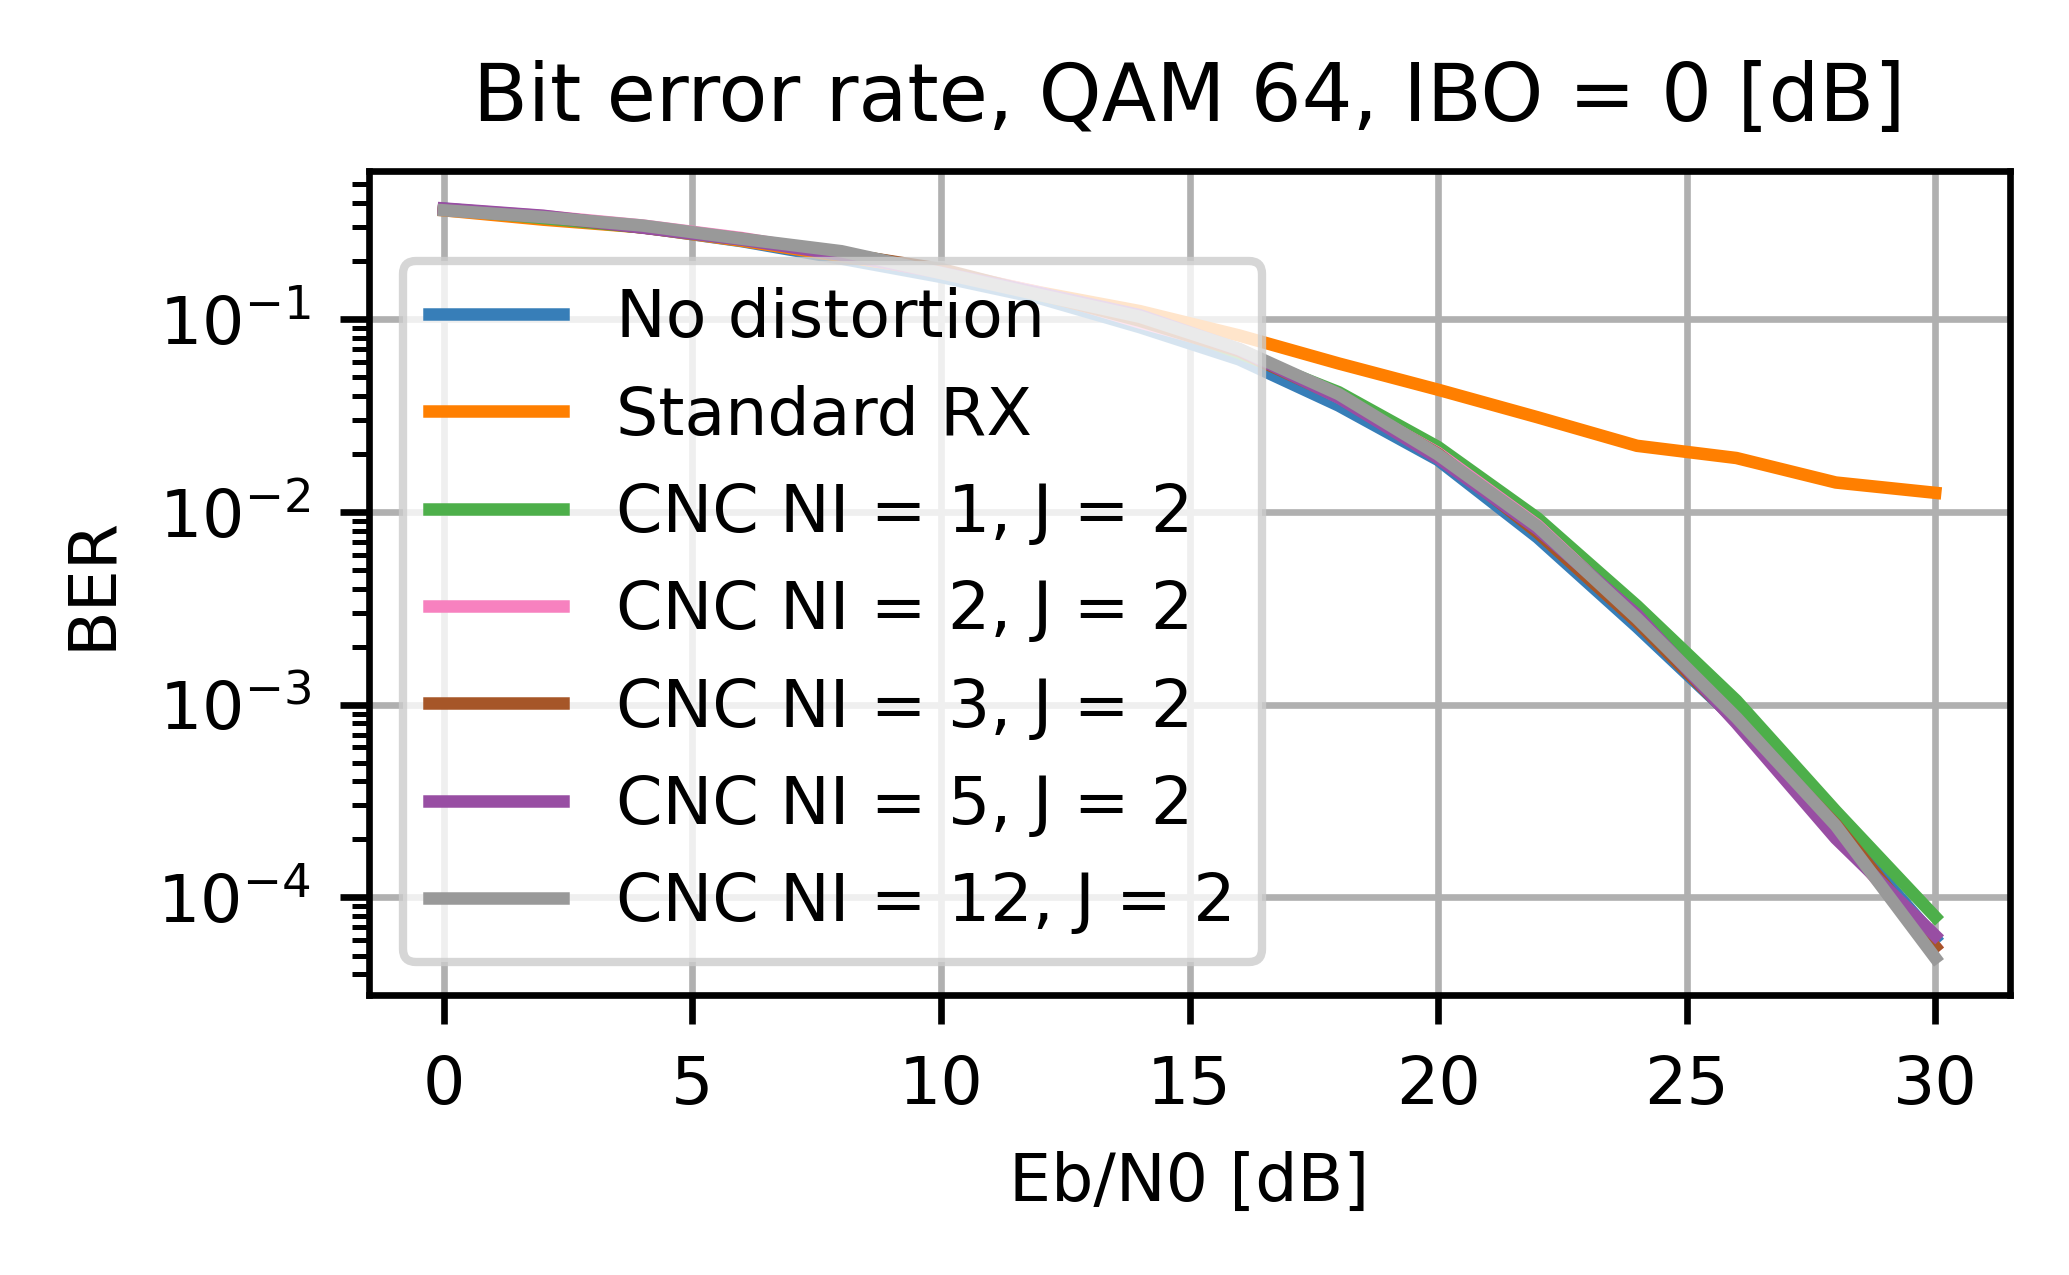 Bit error rate, QAM 64, IBO = 0 [dB]
BER
10⁻¹
10⁻²
10⁻³
10⁻⁴
No distortion
Standard RX
CNC NI = 1, J = 2
CNC NI = 2, J = 2
CNC NI = 3, J = 2
CNC NI = 5, J = 2
CNC NI = 12, J = 2
0 5 10 15 20 25 30
Eb/N0 [dB]